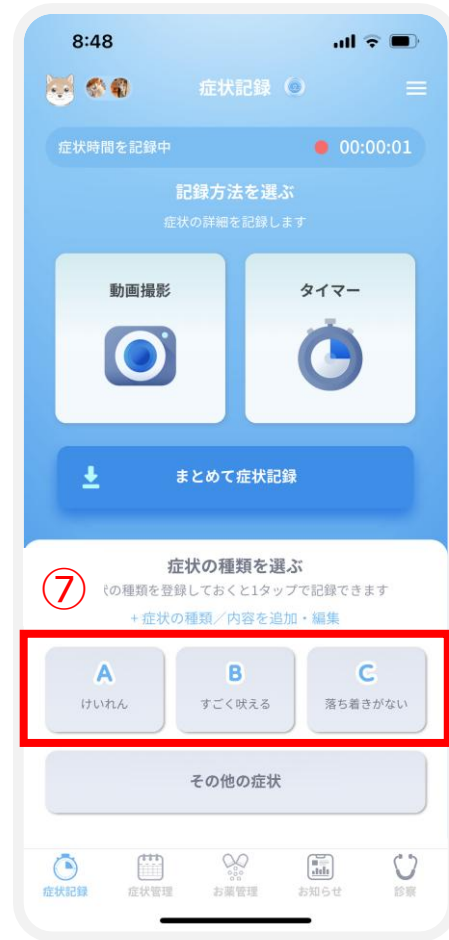 8:48
症状記録
症状時間を記録中
00:00:01
記録方法を選ぶ
症状の詳細を記録します
動画撮影
タイマー
まとめて症状記録
症状の種類を選ぶ
⑦
の種類を登録しておくと1タップで記録できます
+ 症状の種類／内容を追加・編集
A
B
C
けいれん
すごく吠える
落ち着きがない
その他の症状
症状記録
症状管理
お薬管理
お知らせ
診察